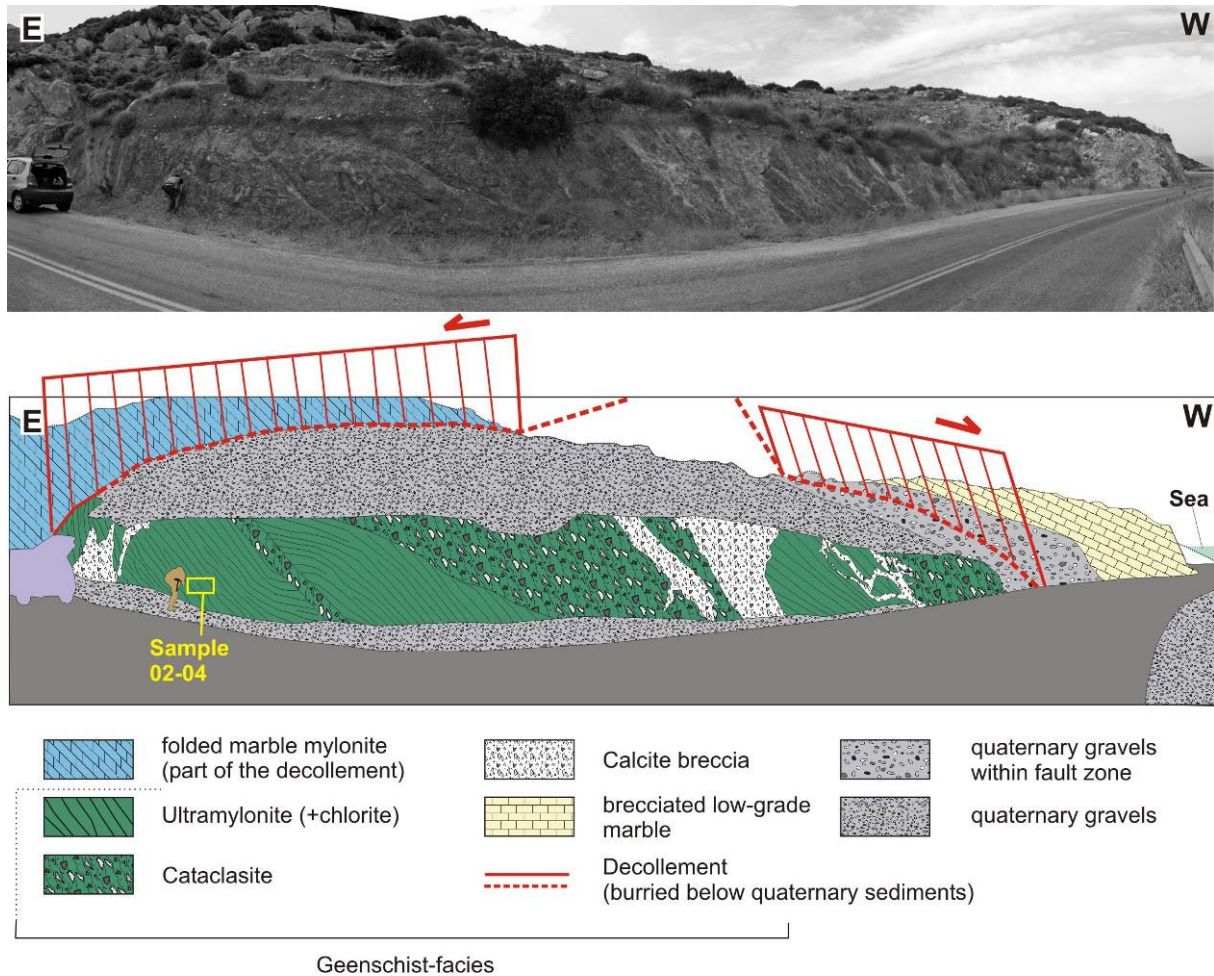 E
W
E
W
Sea
Sample
02-04
folded marble mylonite
(part of the decollement)
Ultramylonite (+chlorite)
Cataclasite
Calcite breccia
brecciated low-grade
marble
Decollement
(burried below quaternary sediments)
quaternary gravels
within fault zone
quaternary gravels
Geenschist-facies